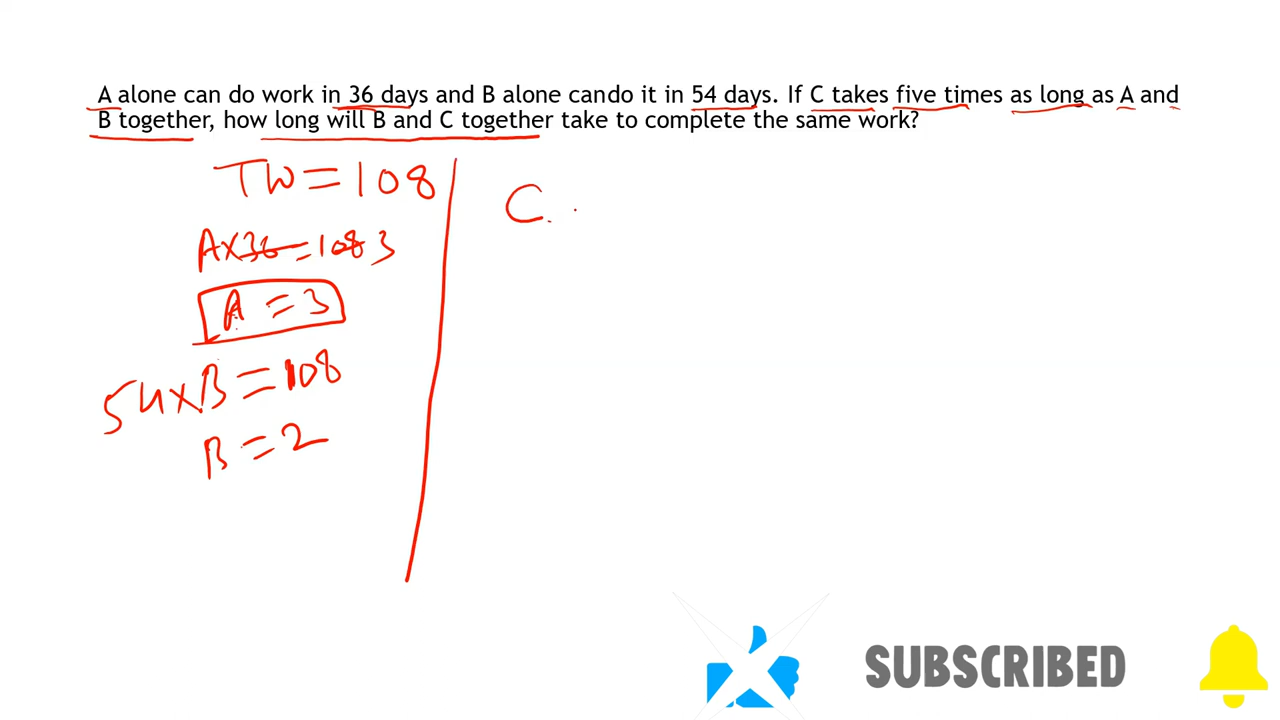 A alone can do work in 36 days and B alone cando it in 54 days. If C takes five times as long as A and
B together, how long will B and C together take to complete the same work?
TW=108
A×36=108 3
A=3
54×B=108
B=2
C
SUBSCRIBED